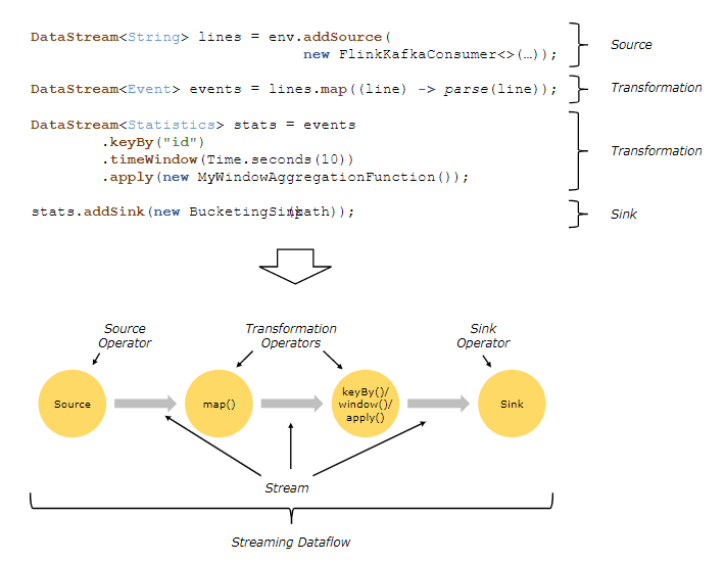 DataStream<String> lines = env.addSource(
new FlinkKafkaConsumer<>(…));
Source
DataStream<Event> events = lines.map((line) -> parse(line));
Transformation
DataStream<Statistics> stats = events
.keyBy("id")
.timeWindow(Time.seconds(10))
.apply(new MyWindowAggregationFunction());
Transformation
stats.addSink(new BucketingSink(path));
Sink
Source
Operator
Transformation
Operators
Sink
Operator
Source
map()
keyBy()/
window()/
apply()
Sink
Stream
Streaming Dataflow